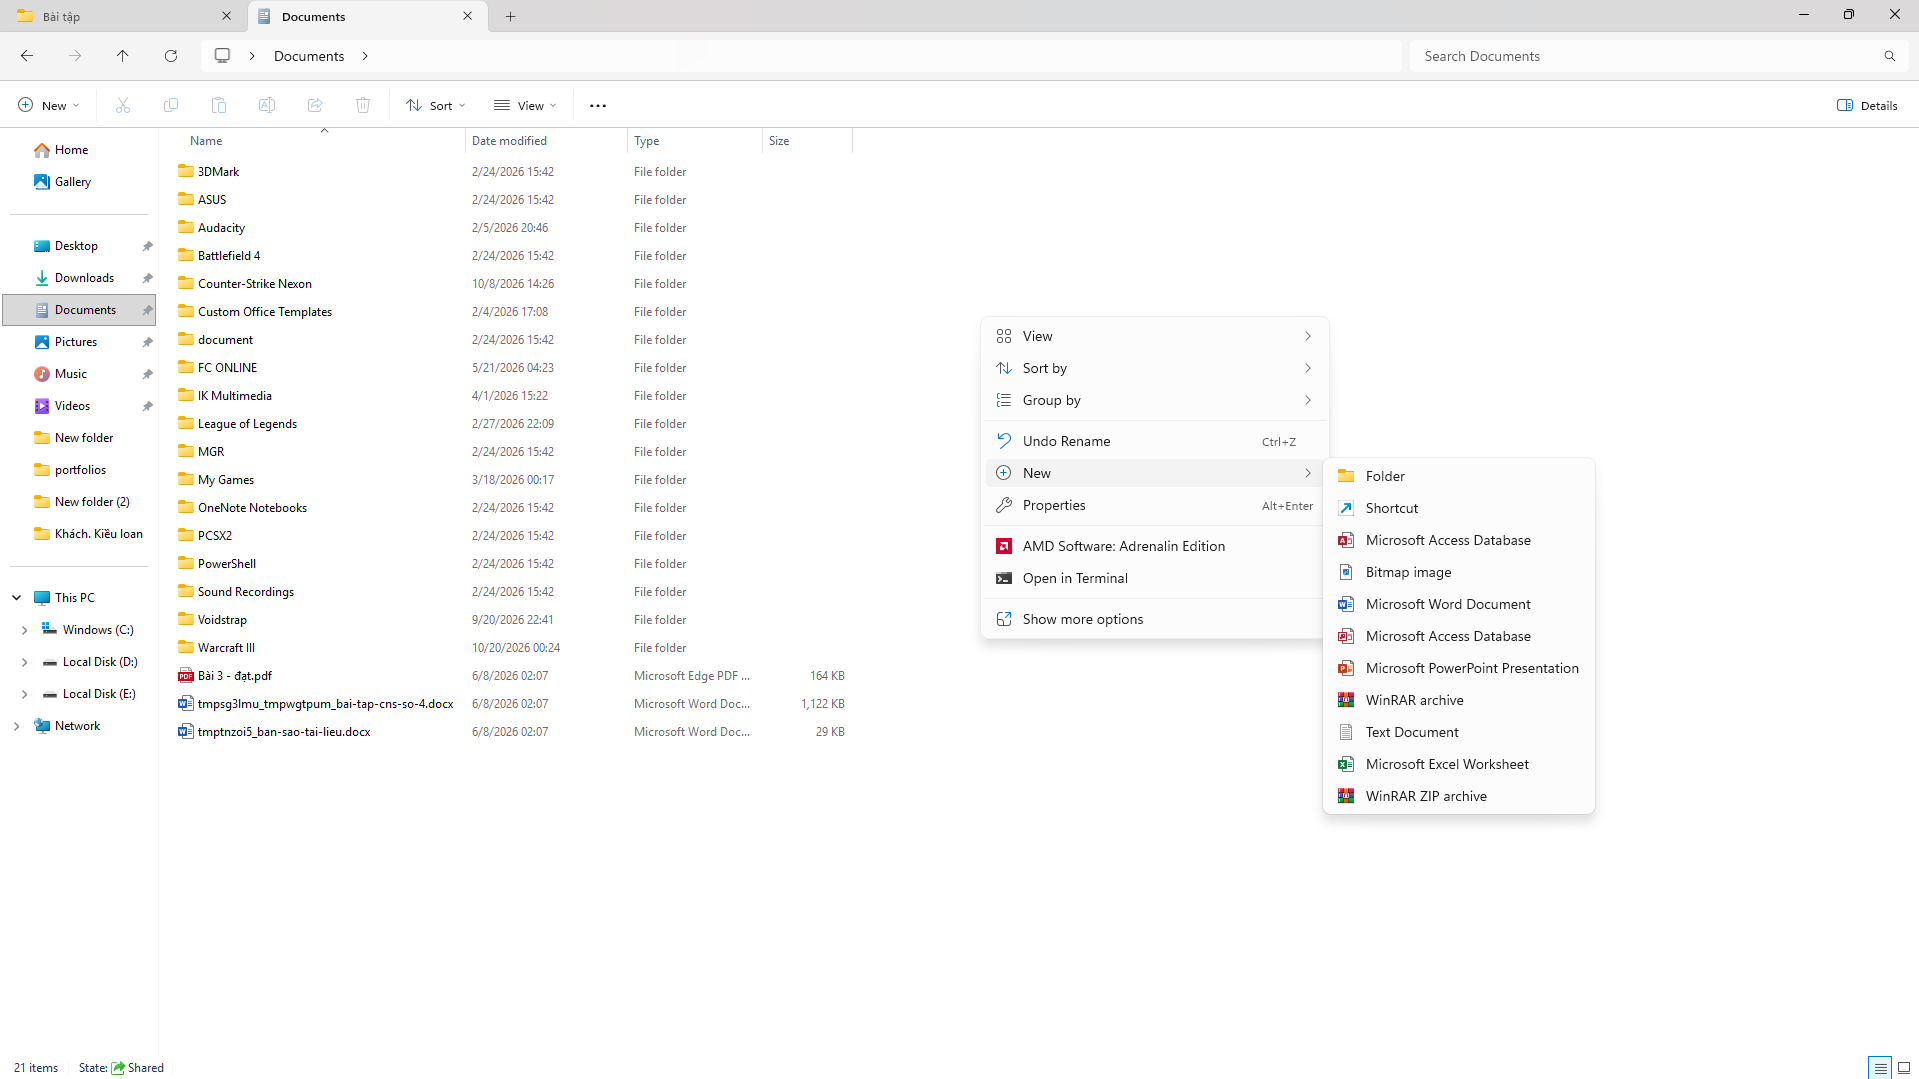 Bài tập
Documents
Documents
Search Documents
New
Sort
View
Details
Home
Gallery
Desktop
Downloads
Documents
Pictures
Music
Videos
New folder
portfolios
New folder (2)
Khách. Kiều loan
This PC
Windows (C:)
Local Disk (D:)
Local Disk (E:)
Network
Name Date modified Type Size
3DMark 2/24/2026 15:42 File folder
ASUS 2/24/2026 15:42 File folder
Audacity 2/5/2026 20:46 File folder
Battlefield 4 2/24/2026 15:42 File folder
Counter-Strike Nexon 10/8/2026 14:26 File folder
Custom Office Templates 2/4/2026 17:08 File folder
document 2/24/2026 15:42 File folder
FC ONLINE 5/21/2026 04:23 File folder
IK Multimedia 4/1/2026 15:22 File folder
League of Legends 2/27/2026 22:09 File folder
MGR 2/24/2026 15:42 File folder
My Games 3/18/2026 00:17 File folder
OneNote Notebooks 2/24/2026 15:42 File folder
PCSX2 2/24/2026 15:42 File folder
PowerShell 2/24/2026 15:42 File folder
Sound Recordings 2/24/2026 15:42 File folder
Voidstrap 9/20/2026 22:41 File folder
Warcraft III 10/20/2026 00:24 File folder
Bài 3 - đạt.pdf 6/8/2026 02:07 Microsoft Edge PDF ... 164 KB
tmpsg3lmu_tmpwgtpum_bai-tap-cns-so-4.docx 6/8/2026 02:07 Microsoft Word Doc... 1,122 KB
tmptnzoi5_ban-sao-tai-lieu.docx 6/8/2026 02:07 Microsoft Word Doc... 29 KB
View
Sort by
Group by
Undo Rename Ctrl+Z
New
Properties Alt+Enter
AMD Software: Adrenalin Edition
Open in Terminal
Show more options
Folder
Shortcut
Microsoft Access Database
Bitmap image
Microsoft Word Document
Microsoft Access Database
Microsoft PowerPoint Presentation
WinRAR archive
Text Document
Microsoft Excel Worksheet
WinRAR ZIP archive
21 items State: Shared